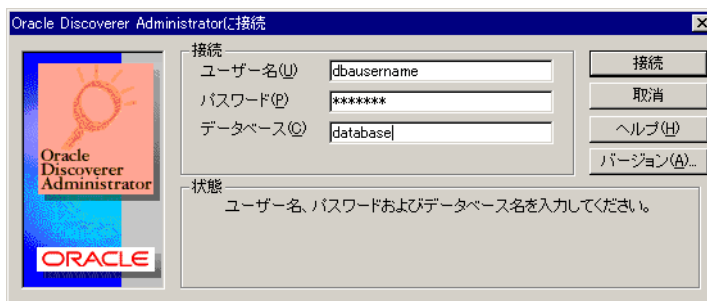 Oracle Discoverer Administratorに接続
接続
ユーザー名(U)
dbausername
パスワード(P)
*******
データベース(C)
database
接続
取消
ヘルプ(H)
バージョン(A)...
Oracle
Discoverer
Administrator
ORACLE
状態
ユーザー名、パスワードおよびデータベース名を入力してください。